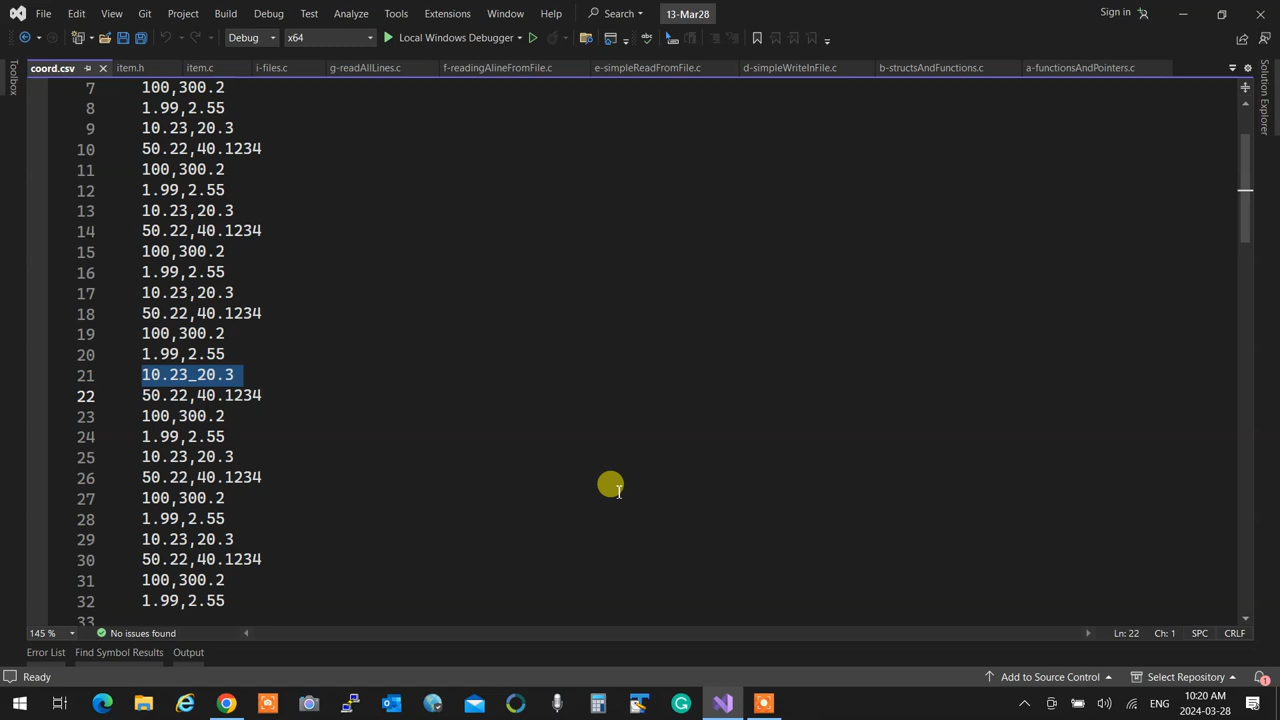 File Edit View Git Project Build Debug Test Analyze Tools Extensions Window Help Search 13-Mar28 Sign in
Debug x64 Local Windows Debugger
coord.csv item.h item.c i-files.c g-readAllLines.c f-readingAlineFromFile.c e-simpleReadFromFile.c d-simpleWriteInFile.c b-structsAndFunctions.c a-functionsAndPointers.c
Toolbox
Solution Explorer
7 100,300.2
8 1.99,2.55
9 10.23,20.3
10 50.22,40.1234
11 100,300.2
12 1.99,2.55
13 10.23,20.3
14 50.22,40.1234
15 100,300.2
16 1.99,2.55
17 10.23,20.3
18 50.22,40.1234
19 100,300.2
20 1.99,2.55
21 10.23_20.3
22 50.22,40.1234
23 100,300.2
24 1.99,2.55
25 10.23,20.3
26 50.22,40.1234
27 100,300.2
28 1.99,2.55
29 10.23,20.3
30 50.22,40.1234
31 100,300.2
32 1.99,2.55
33
145 % No issues found Ln: 22 Ch: 1 SPC CRLF
Error List Find Symbol Results Output
Ready Add to Source Control Select Repository 1
10:20 AM
ENG
2024-03-28